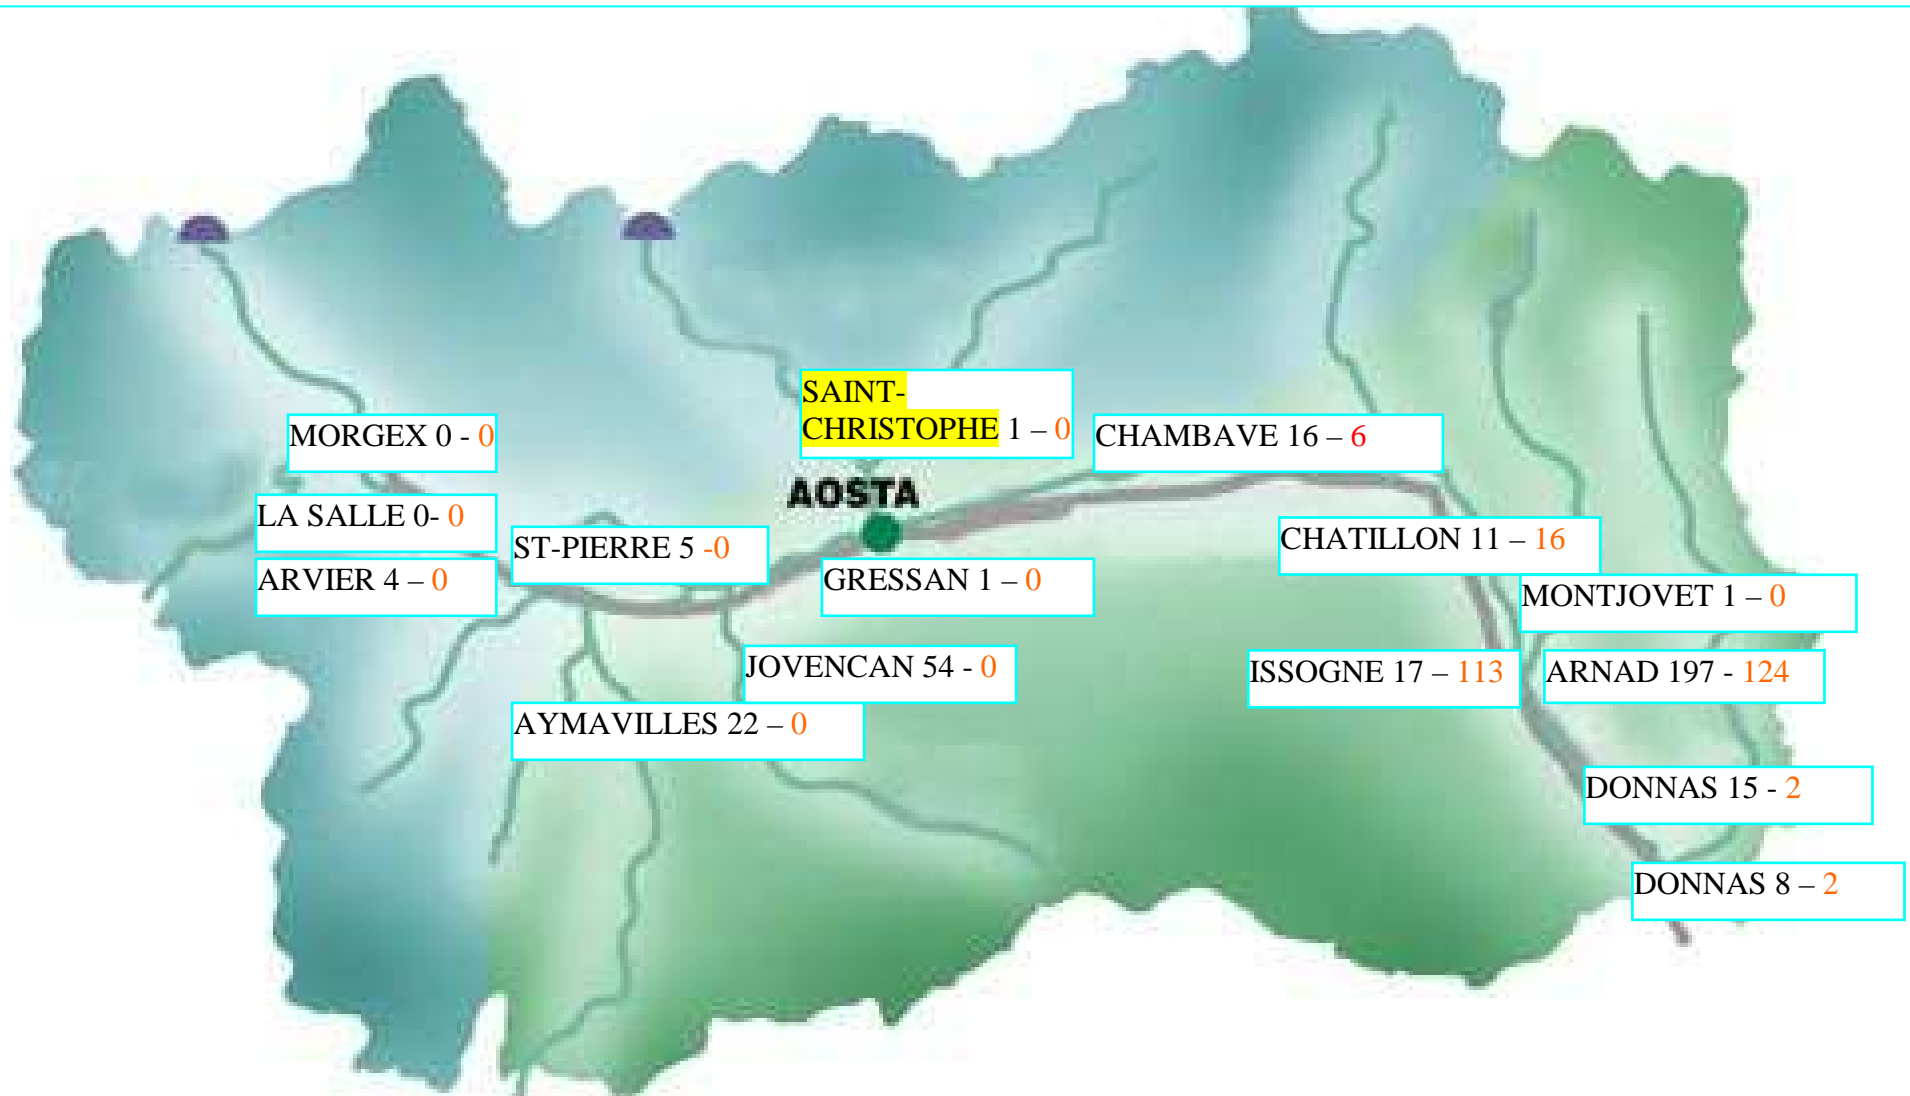 SAINT-
CHRISTOPHE 1 – 0
MORGEX 0 - 0
CHAMBAVE 16 – 6
AOSTA
LA SALLE 0- 0
ST-PIERRE 5 -0
CHATILLON 11 – 16
ARVIER 4 – 0
GRESSAN 1 – 0
MONTJOVET 1 – 0
JOVENCAN 54 - 0
ISSOGNE 17 – 113
ARNAD 197 - 124
AYMAVILLES 22 – 0
DONNAS 15 - 2
DONNAS 8 – 2